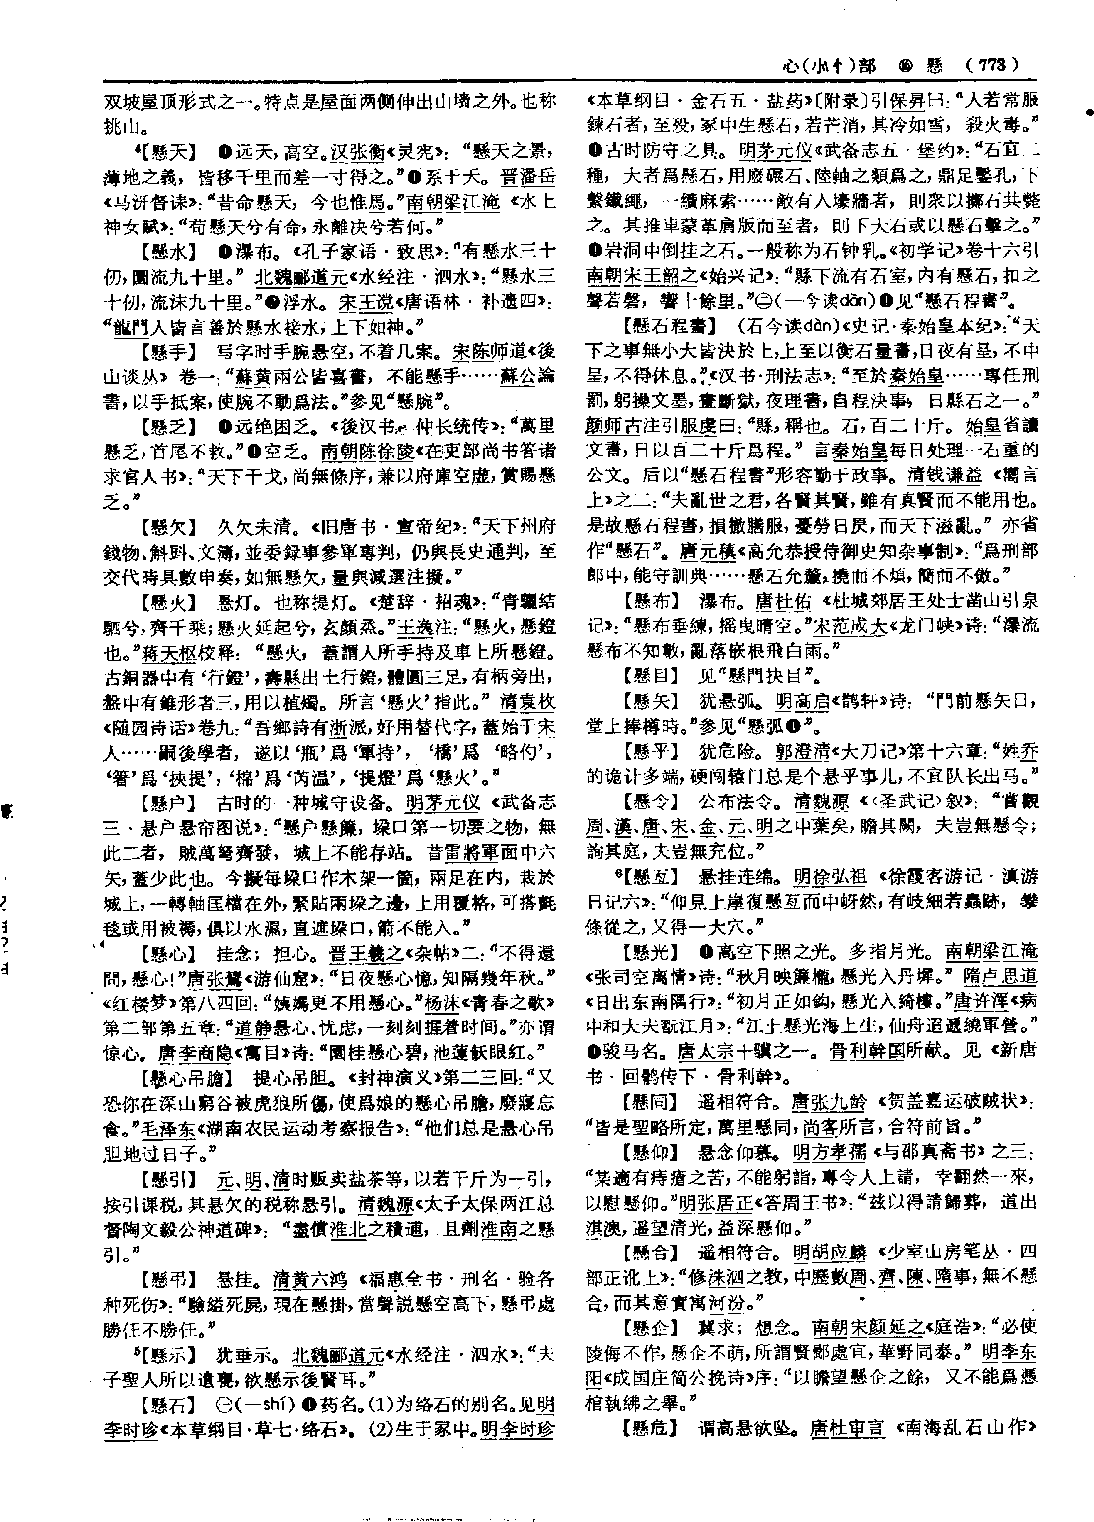 心(小忄)部 ⑯ 懸 (773)
双坡屋顶形式之一。特点是屋面两侧伸出山墙之外。也称
挑山。
⁴【懸天】 ❶远天,高空。汉张衡《灵宪》:“懸天之景,
薄地之義, 皆移千里而差一寸得之。”❷系于天。晋潘岳
《马汧督诔》:“昔命懸天, 今也惟馬。”南朝梁江淹 《水上
神女赋》:“苟懸天兮有命,永離决兮若何。”
【懸水】 ❶瀑布。《孔子家语·致思》:“有懸水三十
仞,圜流九十里。” 北魏郦道元《水经注·泗水》:“懸水三
十仞,流沫九十里。”❷浮水。宋王谠《唐语林·补遗四》:
“龍門人皆言善於懸水接水,上下如神。”
【懸手】 写字时手腕悬空,不着几案。宋陈师道《後
山谈丛》 卷一:“蘇黄兩公皆喜書, 不能懸手……蘇公論
書,以手抵案,使腕不動爲法。”参见“懸腕”。
【懸乏】 ❶远绝困乏。《後汉书·仲长统传》:“萬里
懸乏,首尾不救。”❷空乏。南朝陈徐陵《在吏部尚书答诸
求官人书》:“天下干戈,尚無條序,兼以府庫空虚,賞賜懸
乏。”
【懸欠】 久欠未清。《旧唐书·宣帝纪》:“天下州府
錢物、斛㪷、文簿,並委録事參軍專判, 仍與長史通判, 至
交代時具數申奏,如無懸欠,量與減選注擬。”
【懸火】 悬灯。也称提灯。《楚辞·招魂》:“青驪結
駟兮,齊千乘;懸火延起兮,玄顔烝。”王逸注:“懸火,懸鐙
也。”蒋天枢校释: “懸火, 蓋謂人所手持及車上所懸鐙。
古銅器中有‘行鐙’,壽縣出土行鐙,體圓三足,有柄旁出,
盤中有錐形者三,用以植燭。 所言‘懸火’指此。” 清袁枚
《随园诗话》卷九:“吾鄉詩有浙派,好用替代字,蓋始于宋
人……嗣後學者, 遂以‘瓶’爲‘軍持’, ‘橋’爲 ‘略彴’,
‘箸’爲‘挾提’,‘棉’爲‘芮溫’,‘提燈’爲‘懸火’。”
【懸户】 古时的一种城守设备。明茅元仪 《武备志
三·悬户悬帘图说》:“懸户懸簾, 垛口第一切要之物, 無
此二者, 賊萬弩齊發, 城上不能存站。 昔雷將軍面中六
矢,蓋少此也。今擬每垛口作木架一箇, 兩足在内, 栽於
城上,一轉軸匡檔在外,緊貼兩垛之邊,上用覆格,可搭氈
毯或用被褥,俱以水濕,直遮垛口,箭不能入。”
【懸心】 挂念; 担心。晋王羲之《杂帖》二:“不得還
問,懸心!”唐张鷟《游仙窟》:“日夜懸心憶,知隔幾年秋。”
《红楼梦》第八四回:“姨媽更不用懸心。”杨沫《青春之歌》
第二部第五章:“道静悬心、忧虑,一刻刻捱着时间。”亦谓
惊心。唐李商隐《寓目》诗:“園桂懸心碧,池蓮飫眼紅。”
【懸心吊膽】 提心吊胆。《封神演义》第二三回:“又
恐你在深山窮谷被虎狼所傷,使爲娘的懸心吊膽,廢寢忘
食。”毛泽东《湖南农民运动考察报告》:“他们总是悬心吊
胆地过日子。”
【懸引】 元、明、清时贩卖盐茶等,以若干斤为一引,
按引课税,其悬欠的税称悬引。清魏源《太子太保两江总
督陶文毅公神道碑》: “盡償淮北之積逋, 且劑淮南之懸
引。”
【懸弔】 悬挂。清黄六鸿 《福惠全书·刑名·验各
种死伤》:“驗縊死屍,現在懸掛,當聲説懸空高下,懸弔處
勝任不勝任。”
⁵【懸示】 犹垂示。北魏郦道元《水经注·泗水》:“夫
子聖人所以遺甕,欲懸示後賢耳。”
【懸石】 ㊀(—shí) ❶药名。(1)为络石的别名。见明
李时珍《本草纲目·草七·络石》。(2)生于冢中。明李时珍
《本草纲目·金石五·盐药》〔附录〕引保昇曰:“人若常服
鍊石者,至殁,冢中生懸石,若芒消,其冷如雪, 殺火毒。”
❷古时防守之具。明茅元仪《武备志五·堡约》:“石宜二
種, 大者爲懸石,用廢碾石、陸軸之類爲之,鼎足鑿孔,下
繫鐵繩, 一續麻索……敵有入壕牆者, 則衆以擲石共斃
之。其推車蒙革肩版而至者, 則下大石或以懸石擊之。”
❸岩洞中倒挂之石。一般称为石钟乳。《初学记》卷十六引
南朝宋王韶之《始兴记》:“縣下流有石室,内有懸石,扣之
聲若磬, 響十餘里。”㊁(—今读dàn)❶见“懸石程書”。
【懸石程書】 (石今读dàn)《史记·秦始皇本纪》:“天
下之事無小大皆決於上,上至以衡石量書,日夜有呈,不中
呈,不得休息。”《汉书·刑法志》:“至於秦始皇……專任刑
罰,躬操文墨,晝斷獄,夜理書,自程決事, 日縣石之一。”
颜师古注引服虔曰:“縣,稱也。石,百二十斤。始皇省讀
文書,日以百二十斤爲程。” 言秦始皇每日处理一石重的
公文。后以“懸石程書”形容勤于政事。清钱谦益 《嚮言
上》之二:“夫亂世之君,各賢其賢,雖有真賢而不能用也。
是故懸石程書,損徹膳服,憂勞日昃,而天下滋亂。” 亦省
作“懸石”。唐元稹《高允恭授侍御史知杂事制》:“爲刑部
郎中,能守訓典……懸石允釐,撓而不煩,簡而不傲。”
【懸布】 瀑布。唐杜佑 《杜城郊居王处士凿山引泉
记》:“懸布垂練,摇曳晴空。”宋范成大《龙门峡》诗:“瀑流
懸布不知數,亂落嵌根飛白雨。”
【懸目】 见“懸門抉目”。
【懸矢】 犹悬弧。明高启《鹊轩》诗: “門前懸矢日,
堂上捧樽時。”参见“懸弧❶”。
【懸乎】 犹危险。郭澄清《大刀记》第十六章:“姓乔
的诡计多端,硬闯辕门总是个悬乎事儿,不宜队长出马。”
【懸令】 公布法令。清魏源 《〈圣武记〉叙》: “嘗觀
周、漢、唐、宋、金、元、明之中葉矣,瞻其闕, 夫豈無懸令;
詢其庭,夫豈無充位。”
⁶【懸亙】 悬挂连绵。明徐弘祖 《徐霞客游记·滇游
日记六》:“仰見上崖復懸亙而中岈然,有歧細若蟲跡, 攀
條從之,又得一大穴。”
【懸光】 ❶高空下照之光。多指月光。南朝梁江淹
《张司空离情》诗:“秋月映簾櫳,懸光入丹墀。” 隋卢思道
《日出东南隅行》:“初月正如鈎,懸光入綺樓。”唐许浑《病
中和大夫玩江月》:“江上懸光海上生,仙舟迢遞繞軍營。”
❷骏马名。唐太宗十骥之一。骨利幹国所献。见 《新唐
书·回鹘传下·骨利幹》。
【懸同】 遥相符合。唐张九龄 《贺盖嘉运破贼状》:
“皆是聖略所定,萬里懸同,尚客所言,合符前旨。”
【懸仰】 悬念仰慕。明方孝孺《与邵真斋书》之三:
“某適有痔瘡之苦,不能躬詣,專令人上請, 幸翻然一來,
以慰懸仰。”明张居正《答周王书》:“兹以得請歸葬, 道出
淇澳,遥望清光,益深懸仰。”
【懸合】 遥相符合。明胡应麟 《少室山房笔丛·四
部正讹上》:“修洙泗之教,中歷數周、齊、陳、隋事,無不懸
合,而其意實寓河汾。”
【懸企】 冀求; 想念。南朝宋颜延之《庭诰》:“必使
陵侮不作,懸企不萌,所謂賢鄙處宜,華野同泰。” 明李东
阳《成国庄简公挽诗》序:“以瞻望懸企之餘, 又不能爲憑
棺執紼之舉。”
【懸危】 谓高悬欲坠。唐杜审言 《南海乱石山作》